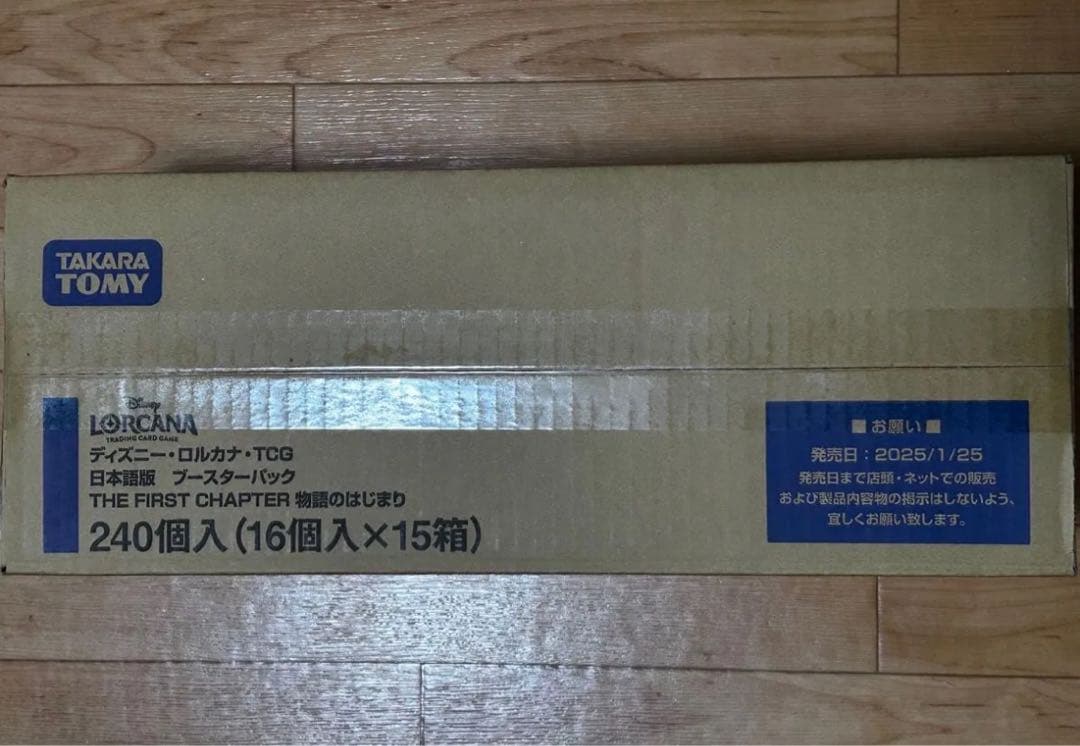 TAKARA
TOMY
Disney
LORCANA
TRADING CARD GAME
ディズニー・ロルカナ・TCG
日本語版 ブースターパック
THE FIRST CHAPTER 物語のはじまり
240個入(16個入×15箱)
■お願い■
発売日:2025/1/25
発売日まで店頭・ネットでの販売
および製品内容物の掲示はしないよう、
宜しくお願い致します。